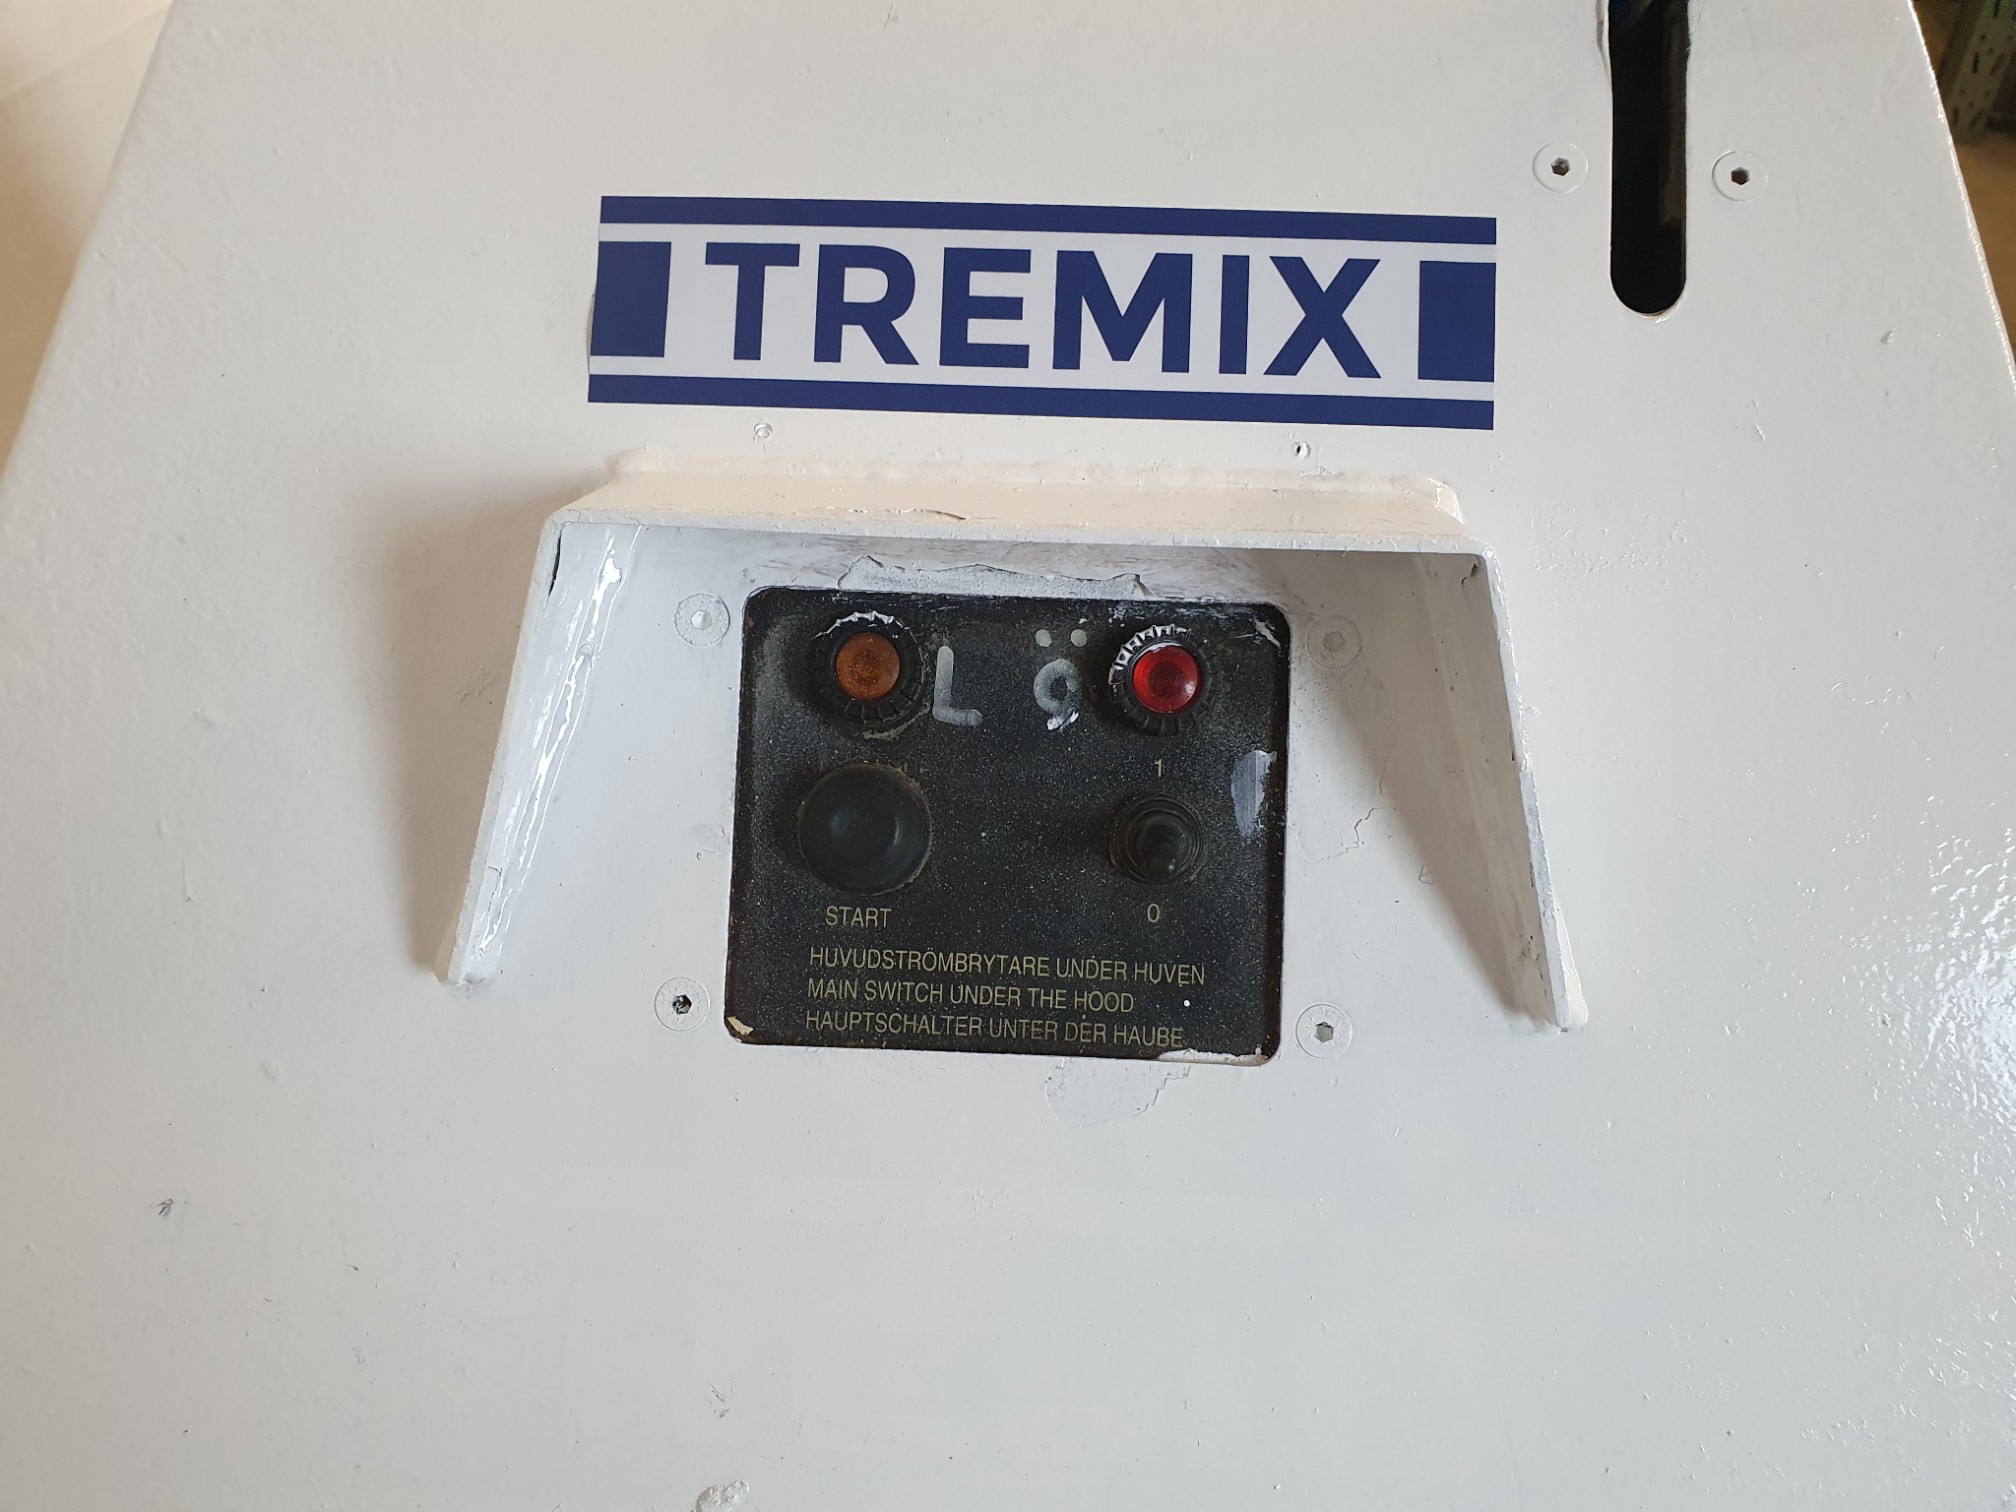 TREMIX
L Ö
1
START
0
HUVUDSTRÖMBRYTARE UNDER HUVEN
MAIN SWITCH UNDER THE HOOD
HAUPTSCHALTER UNTER DER HAUBE